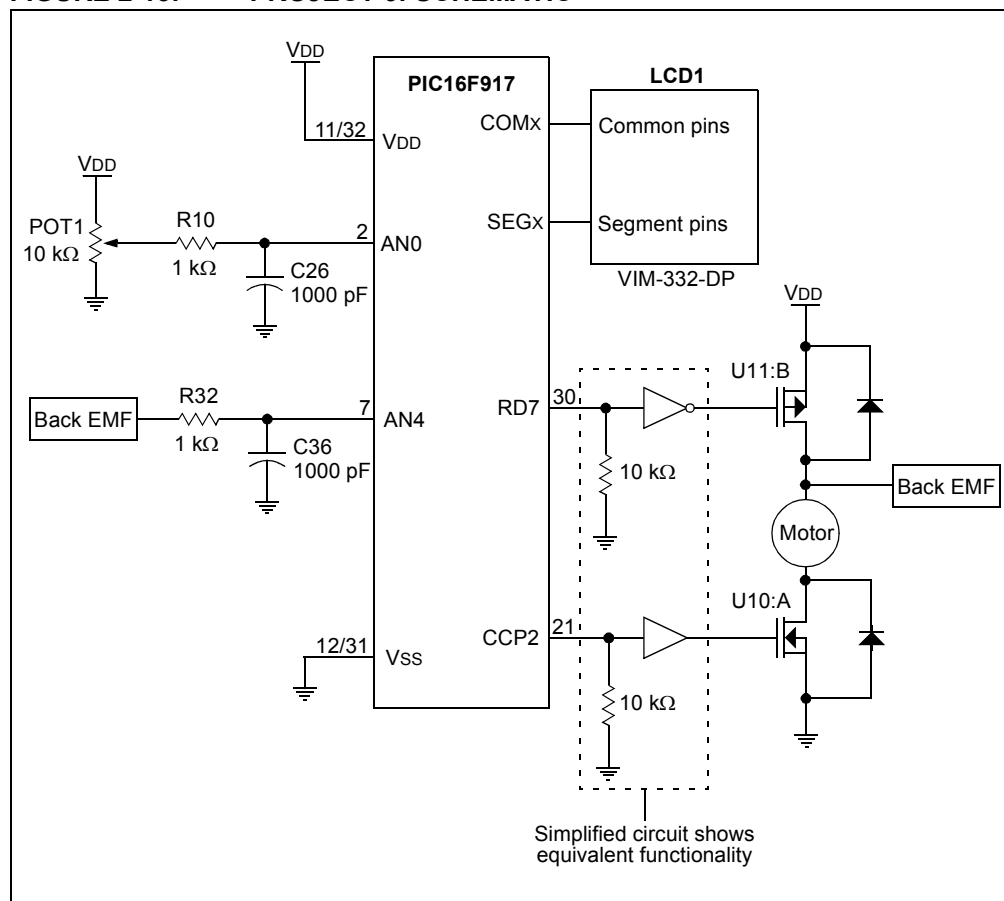 FIGURE PROJECT SCHEMATIC
VDD
PIC16F917
LCD1
11/32
VDD
COMX
Common pins
VDD
POT1
10 kΩ
R10
1 kΩ
2
AN0
C26
1000 pF
SEGX
Segment pins
VIM-332-DP
VDD
U11:B
Back EMF
R32
1 kΩ
7
AN4
C36
1000 pF
RD7
30
10 kΩ
Back EMF
Motor
U10:A
12/31
VSS
CCP2
21
10 kΩ
Simplified circuit shows
equivalent functionality